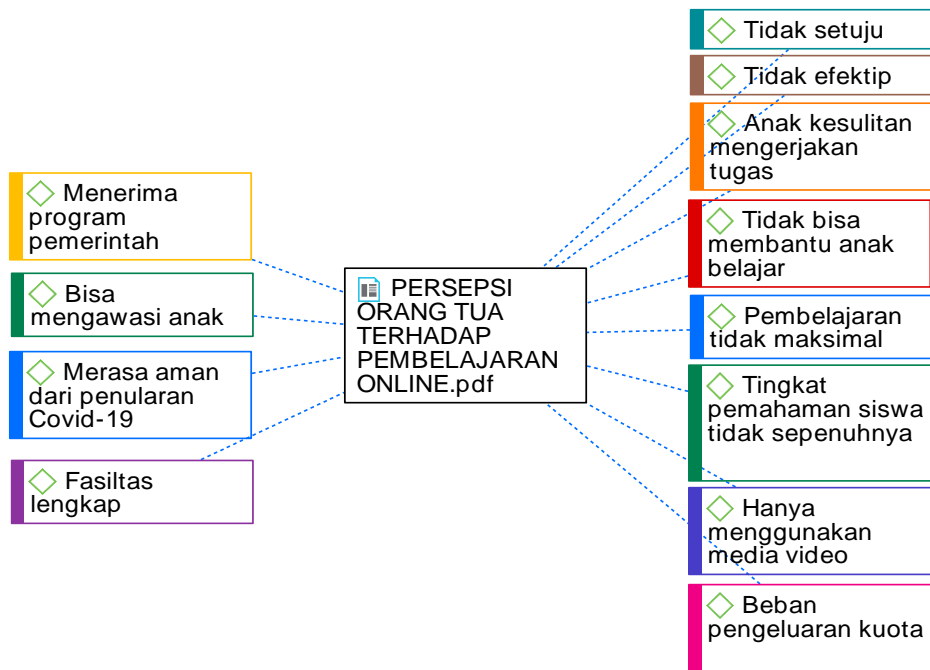 Menerima
program
pemerintah
Bisa
mengawasi anak
Merasa aman
dari penularan
Covid-19
Fasiltas
lengkap
PERSEPSI
ORANG TUA
TERHADAP
PEMBELAJARAN
ONLINE.pdf
Tidak setuju
Tidak efektip
Anak kesulitan
mengerjakan
tugas
Tidak bisa
membantu anak
belajar
Pembelajaran
tidak maksimal
Tingkat
pemahaman siswa
tidak sepenuhnya
Hanya
menggunakan
media video
Beban
pengeluaran kuota